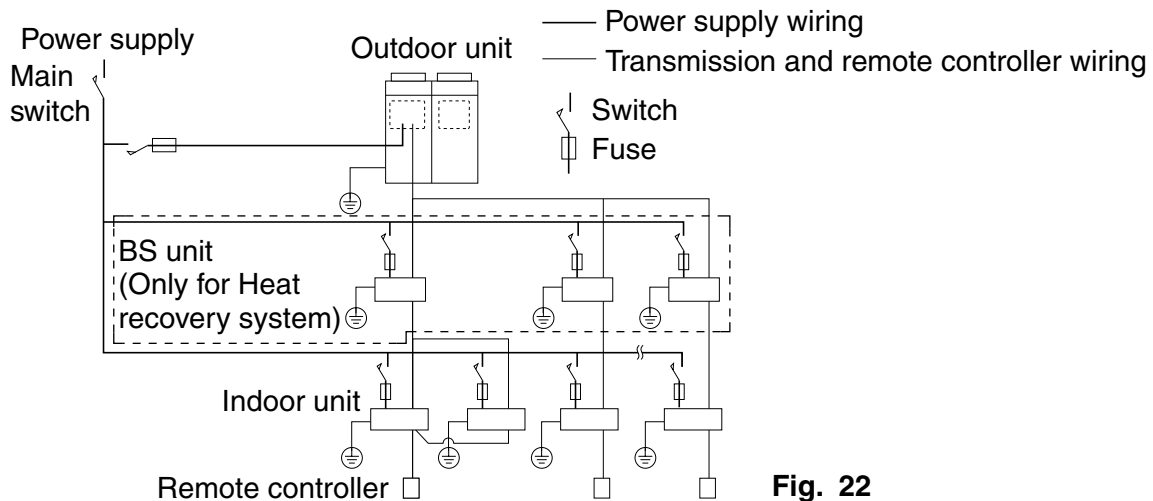 Power supply
Main
switch
Outdoor unit
Power supply wiring
Transmission and remote controller wiring
Switch
Fuse
BS unit
(Only for Heat
recovery system)
Indoor unit
Remote controller
Fig. 22